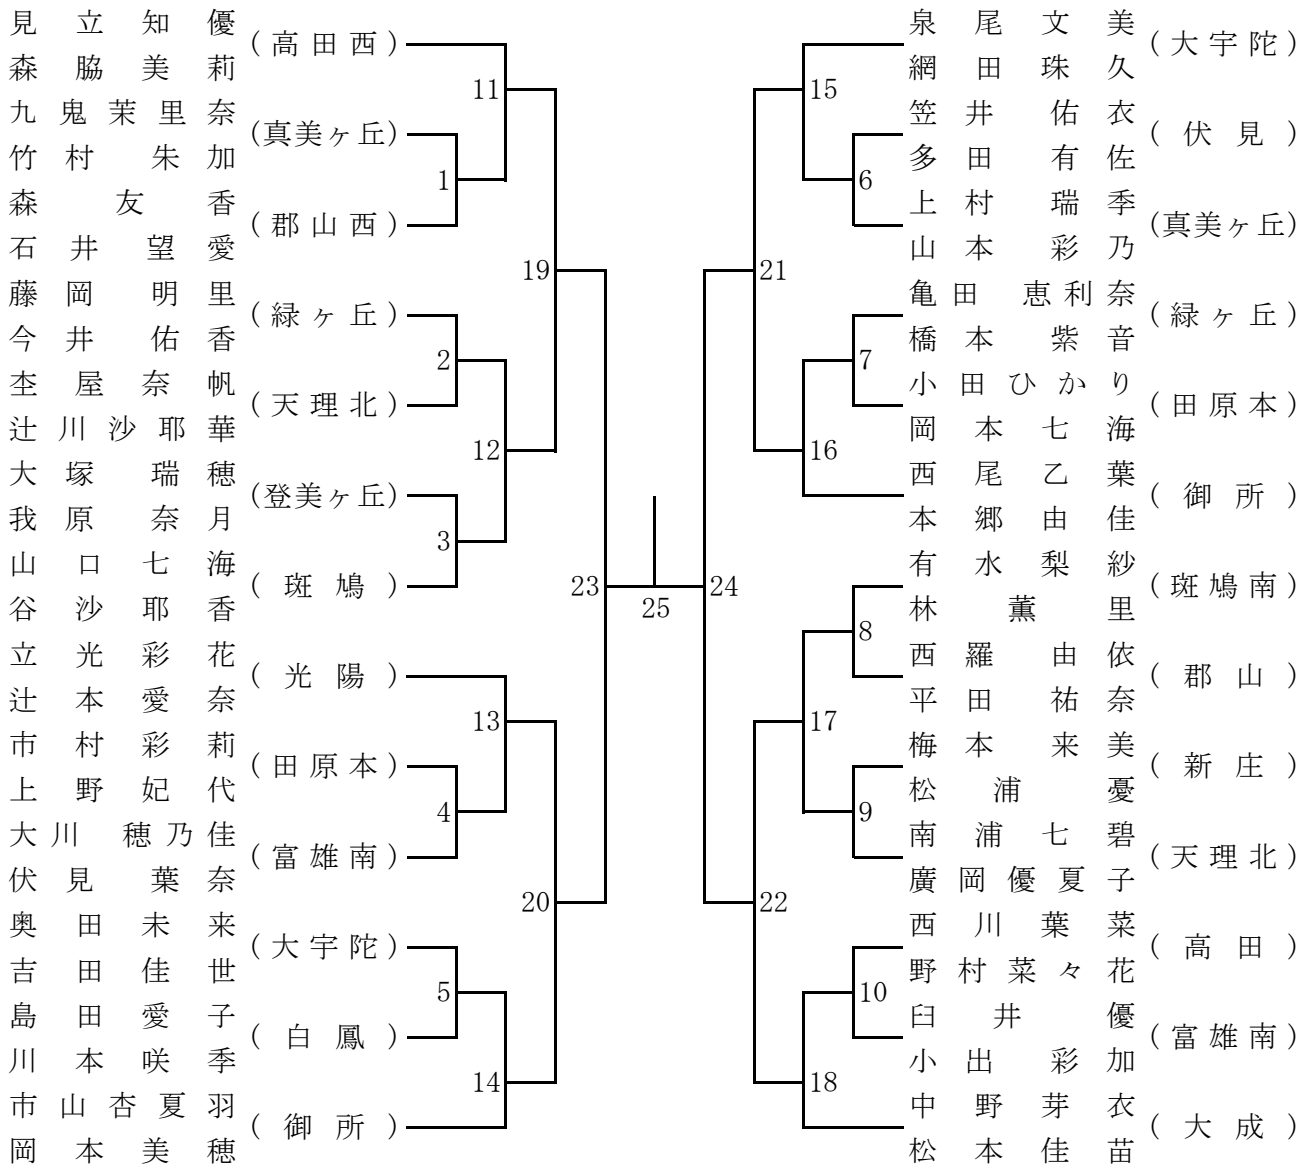 見立知優
(高田西)
森脇美莉
九鬼茉里奈
(真美ヶ丘)
竹村朱加
森友香
(郡山西)
石井望愛
藤岡明里
(緑ヶ丘)
今井佑香
杢屋奈帆
(天理北)
辻川沙耶華
大塚瑞穂
(登美ヶ丘)
我原奈月
山口七海
(斑鳩)
谷沙耶香
立光彩花
(光陽)
辻本愛奈
市村彩莉
(田原本)
上野妃代
大川穂乃佳
(富雄南)
伏見葉奈
奥田未来
(大宇陀)
吉田佳世
島田愛子
(白鳳)
川本咲季
市山杏夏羽
(御所)
岡本美穂
11
1
19
2
12
3
23
13
4
20
5
14
25
15
6
21
7
16
24
8
17
9
22
10
18
泉尾文美
(大宇陀)
網田珠久
笠井佑衣
(伏見)
多田有佐
上村瑞季
(真美ヶ丘)
山本彩乃
亀田恵利奈
(緑ヶ丘)
橋本紫音
小田ひかり
(田原本)
岡本七海
西尾乙葉
(御所)
本郷由佳
有水梨紗
(斑鳩南)
林薫里
西羅由依
(郡山)
平田祐奈
梅本来美
(新庄)
松浦憂
南浦七碧
(天理北)
廣岡優夏子
西川葉菜
(高田)
野村菜々花
臼井優
(富雄南)
小出彩加
中野芽衣
(大成)
松本佳苗